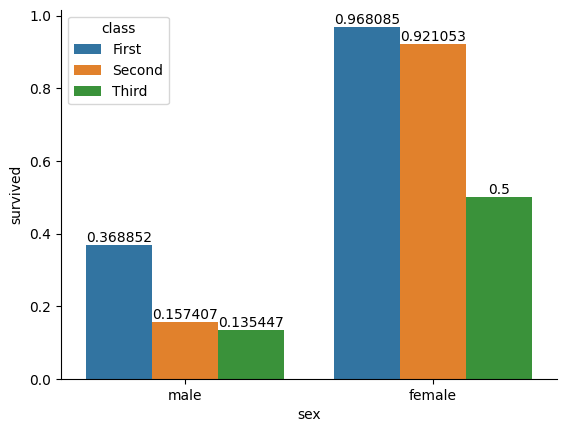 class
First
Second
Third
1.0
0.8
0.6
0.4
0.2
0.0
survived
0.368852
0.157407
0.135447
0.968085
0.921053
0.5
male
female
sex